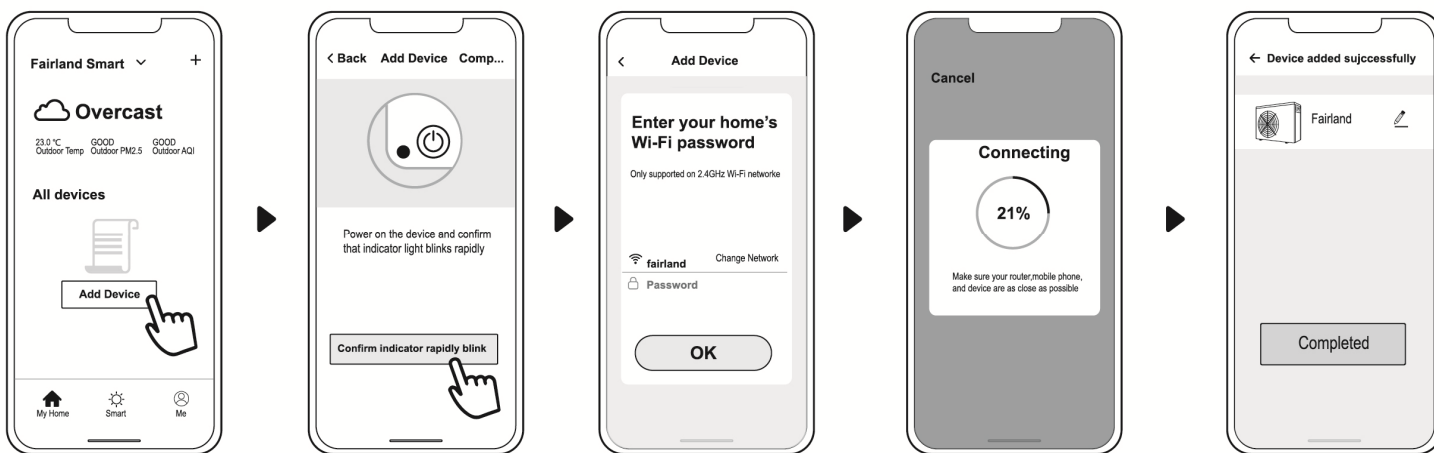 Fairland Smart
+
Overcast
23.0 ℃
Outdoor Temp
GOOD
Outdoor PM2.5
GOOD
Outdoor AQI
All devices
Add Device
My Home
Smart
Me
< Back Add Device Comp...
Power on the device and confirm
that indicator light blinks rapidly
Confirm indicator rapidly blink
< Add Device
Enter your home's
Wi-Fi password
Only supported on 2.4GHz Wi-Fi networke
fairland Change Network
Password
OK
Cancel
Connecting
21%
Make sure your router,mobile phone,
and device are as close as possible
← Device added sujccessfully
Fairland
Completed